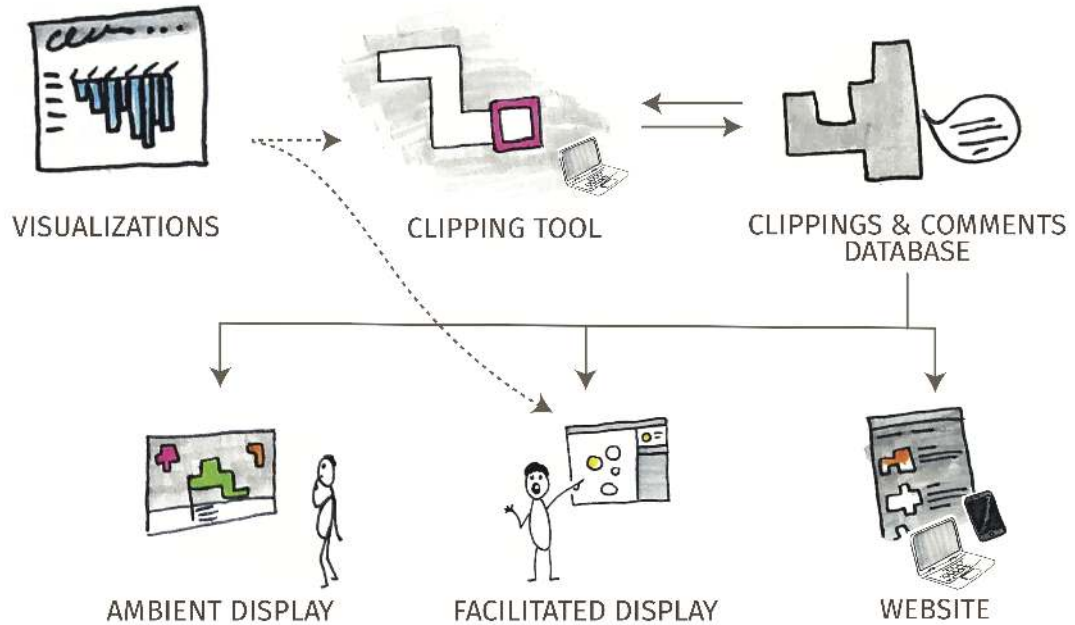 VISUALIZATIONS
CLIPPING TOOL
CLIPPINGS & COMMENTS
DATABASE
AMBIENT DISPLAY
FACILITATED DISPLAY
WEBSITE